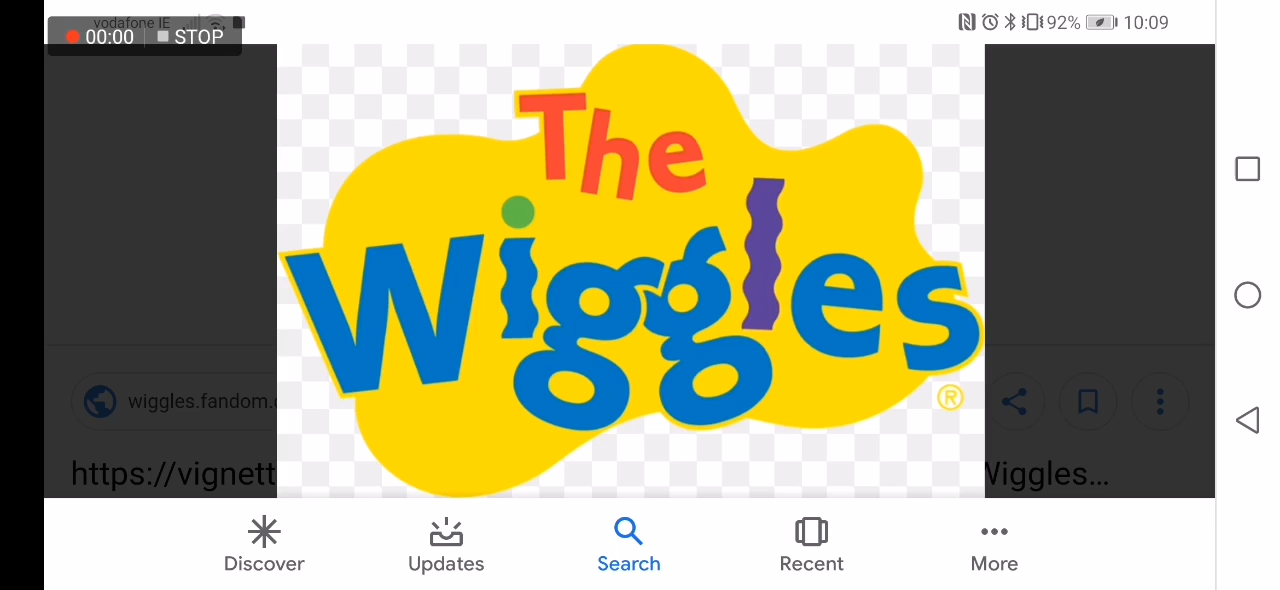 vodafone IE
92% 10:09
00:00 STOP
The
Wiggles
®
wiggles.fandom.
https://vignett
Wiggles...
Discover Updates Search Recent More